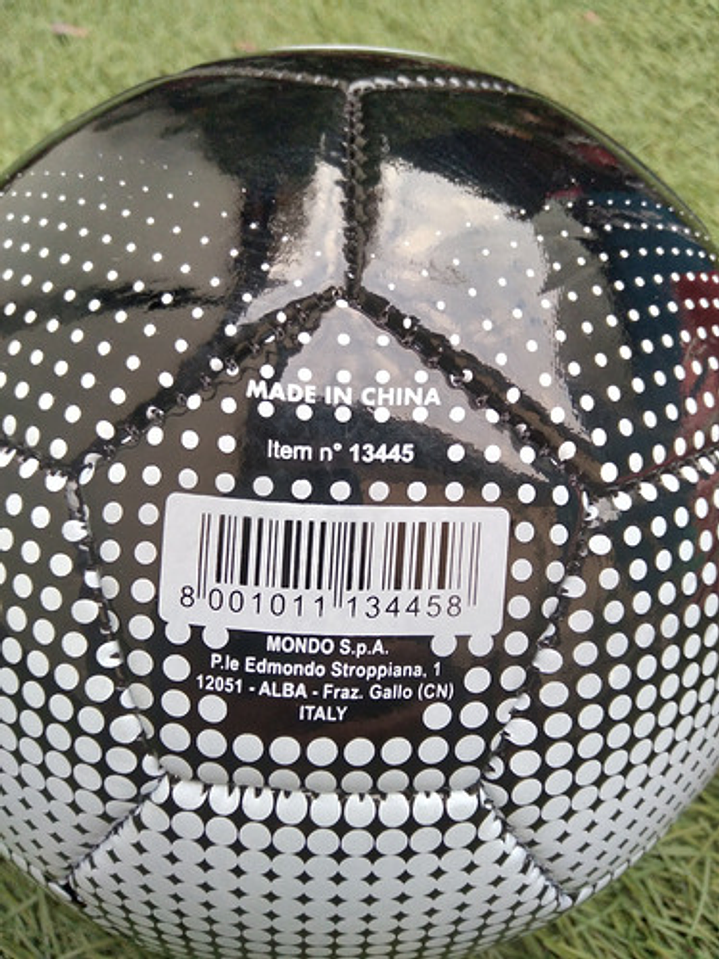 MADE IN CHINA
Item n° 13445
8 001011 134458
MONDO S.p.A.
P.le Edmondo Stroppiana, 1
12051 - ALBA - Fraz. Gallo (CN)
ITALY